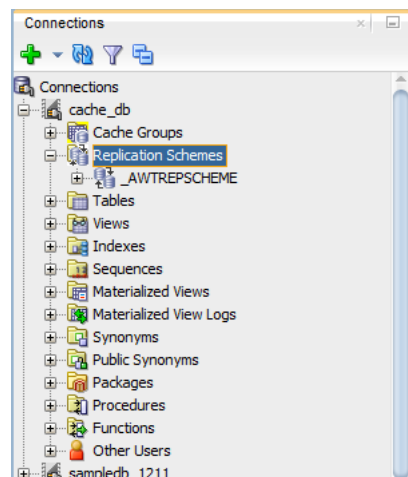 Connections
Connections
cache_db
Cache Groups
Replication Schemes
_AWTREPSCHEME
Tables
Views
Indexes
Sequences
Materialized Views
Materialized View Logs
Synonyms
Public Synonyms
Packages
Procedures
Functions
Other Users
sampledb_1211